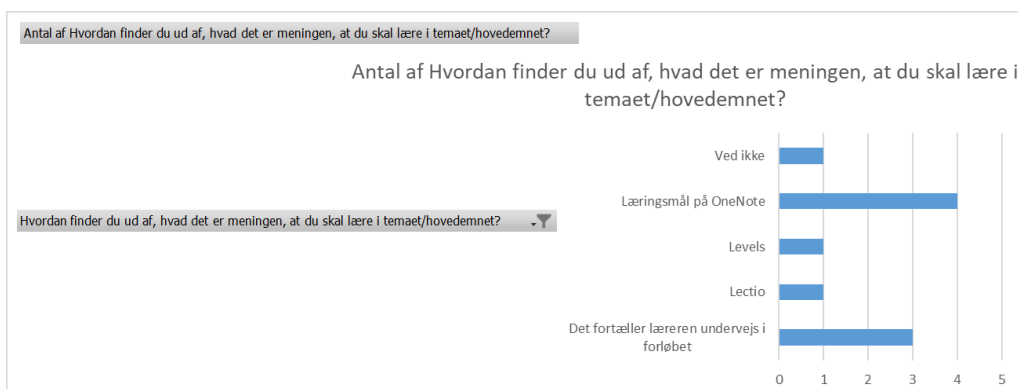 Antal af Hvordan finder du ud af, hvad det er meningen, at du skal lære i temaet/hovedemnet?
Antal af Hvordan finder du ud af, hvad det er meningen, at du skal lære i
temaet/hovedemnet?
Ved ikke
Læringsmål på OneNote
Hvordan finder du ud af, hvad det er meningen, at du skal lære i temaet/hovedemnet?
Levels
Lectio
Det fortæller læreren undervejs i
forløbet
0 1 2 3 4 5